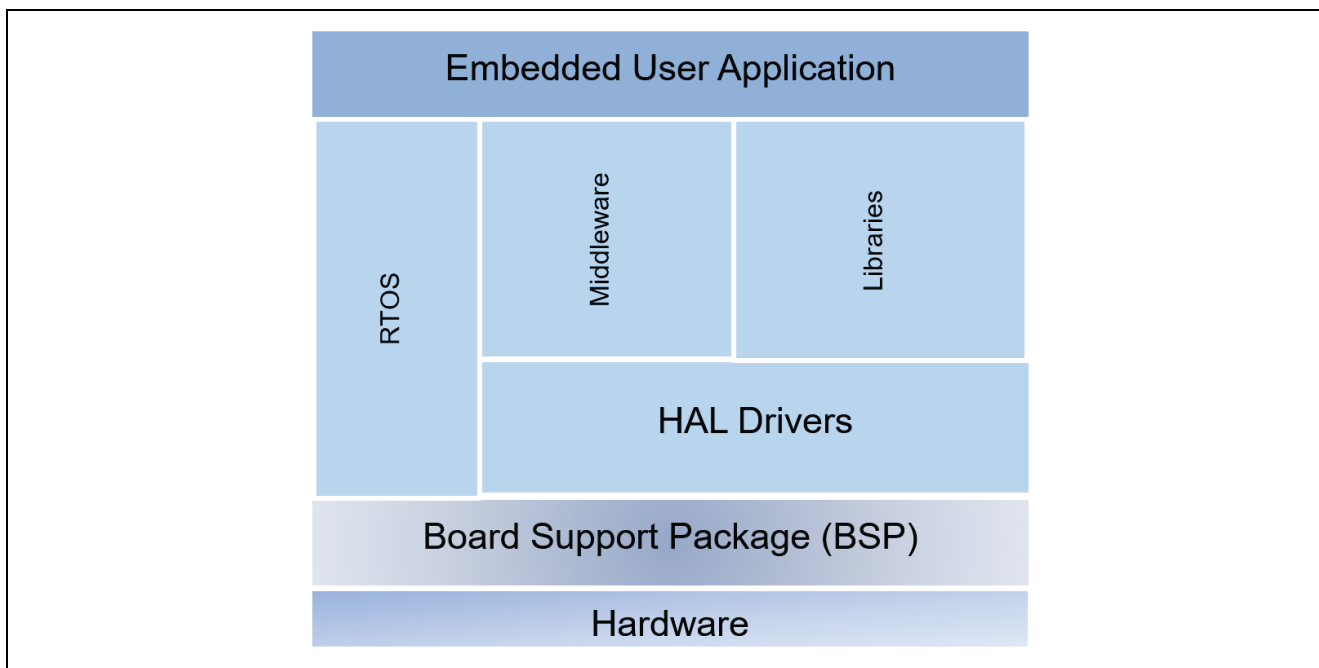 Embedded User Application
RTOS
Middleware
Libraries
HAL Drivers
Board Support Package (BSP)
Hardware